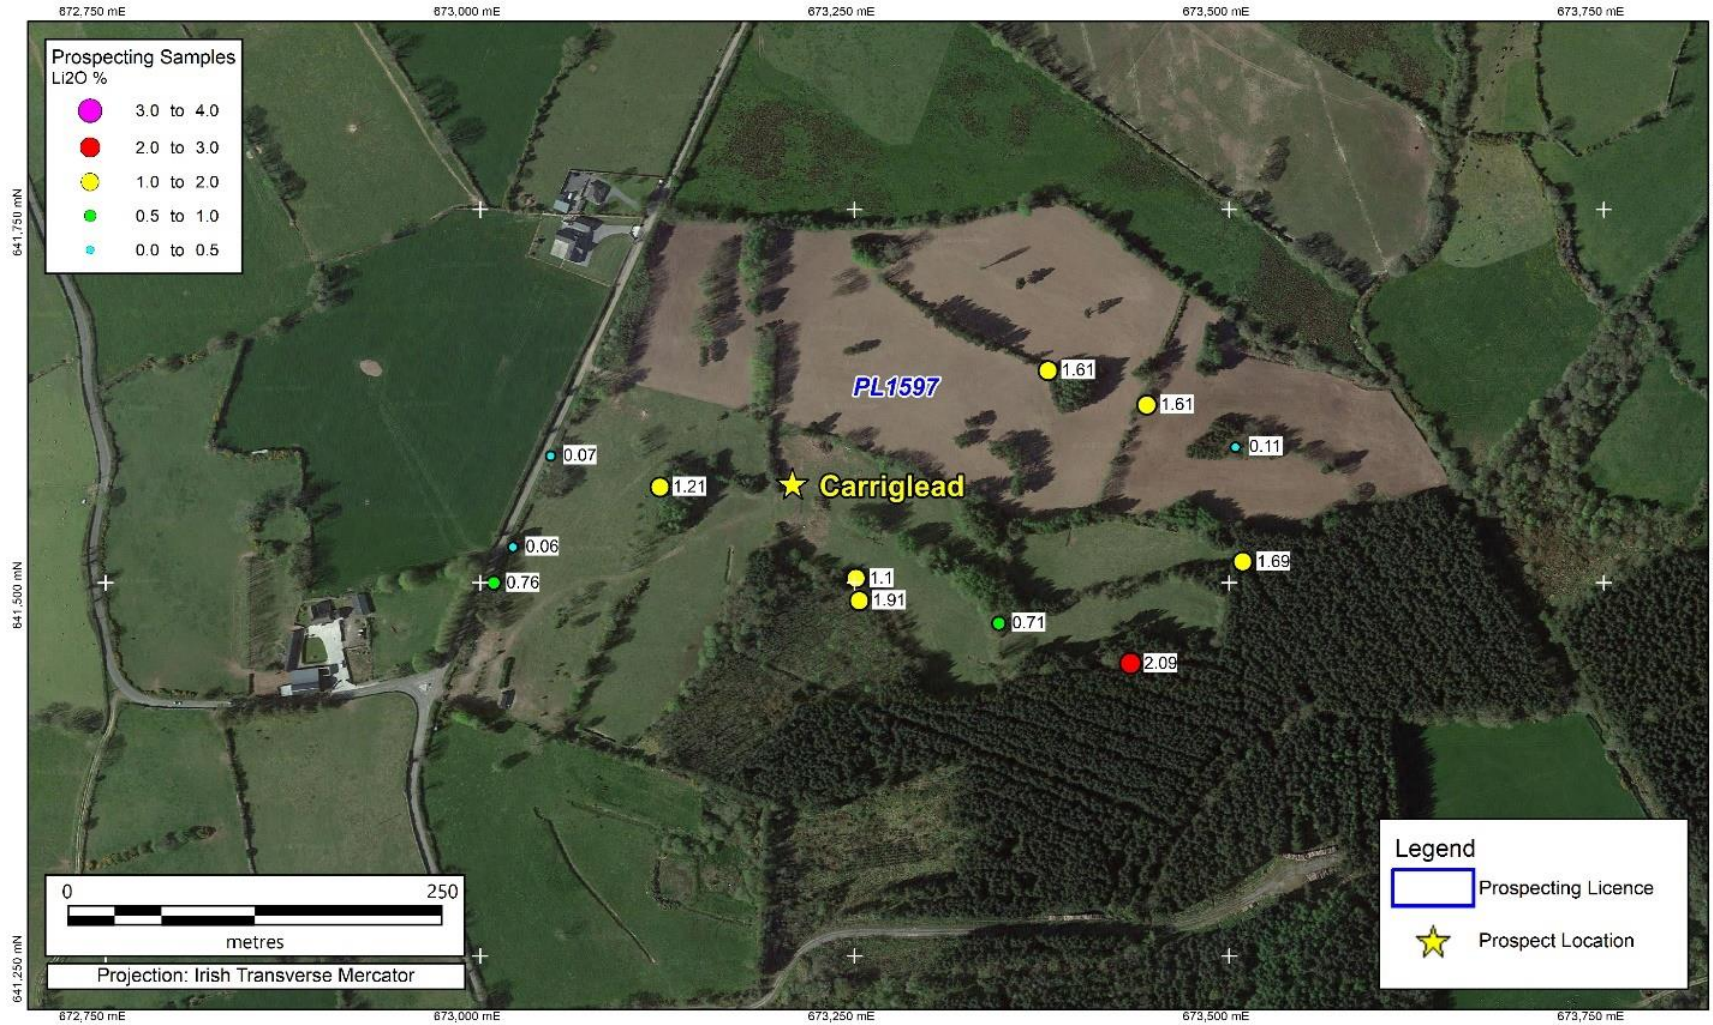 672,750 mE 673,000 mE 673,250 mE 673,500 mE 673,750 mE
Prospecting Samples
Li2O %
3.0 to 4.0
2.0 to 3.0
1.0 to 2.0
0.5 to 1.0
0.0 to 0.5
641,750 mN
641,500 mN
641,250 mN
PL1597
1.61
1.61
0.11
0.07
1.21
Carriglead
0.06
0.76
1.1
1.91
1.69
0.71
2.09
0 250
metres
Projection: Irish Transverse Mercator
Legend
Prospecting Licence
Prospect Location
672,750 mE 673,000 mE 673,250 mE 673,500 mE 673,750 mE